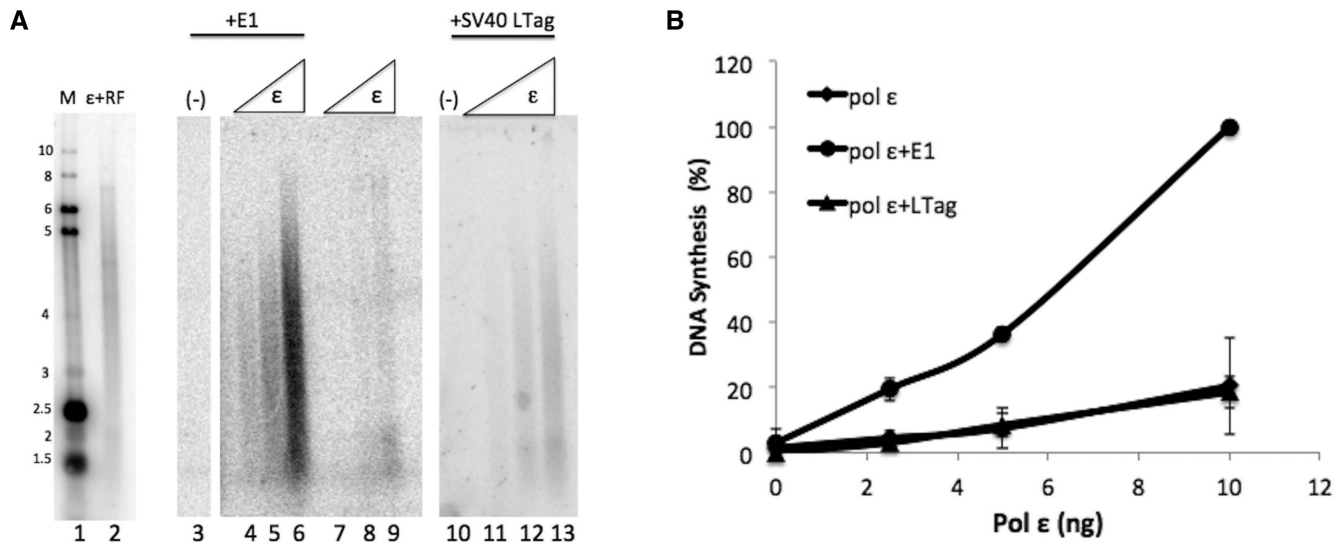 A
+E1
+SV40 LTag
M ε+RF (-) ε ε (-) ε
10
8
6
5
4
3
2.5
2
1.5
1 2 3 4 5 6 7 8 9 10 11 12 13
B
120
100
80
60
40
20
0
DNA Synthesis (%)
pol ε
pol ε+E1
pol ε+LTag
0 2 4 6 8 10 12
Pol ε (ng)